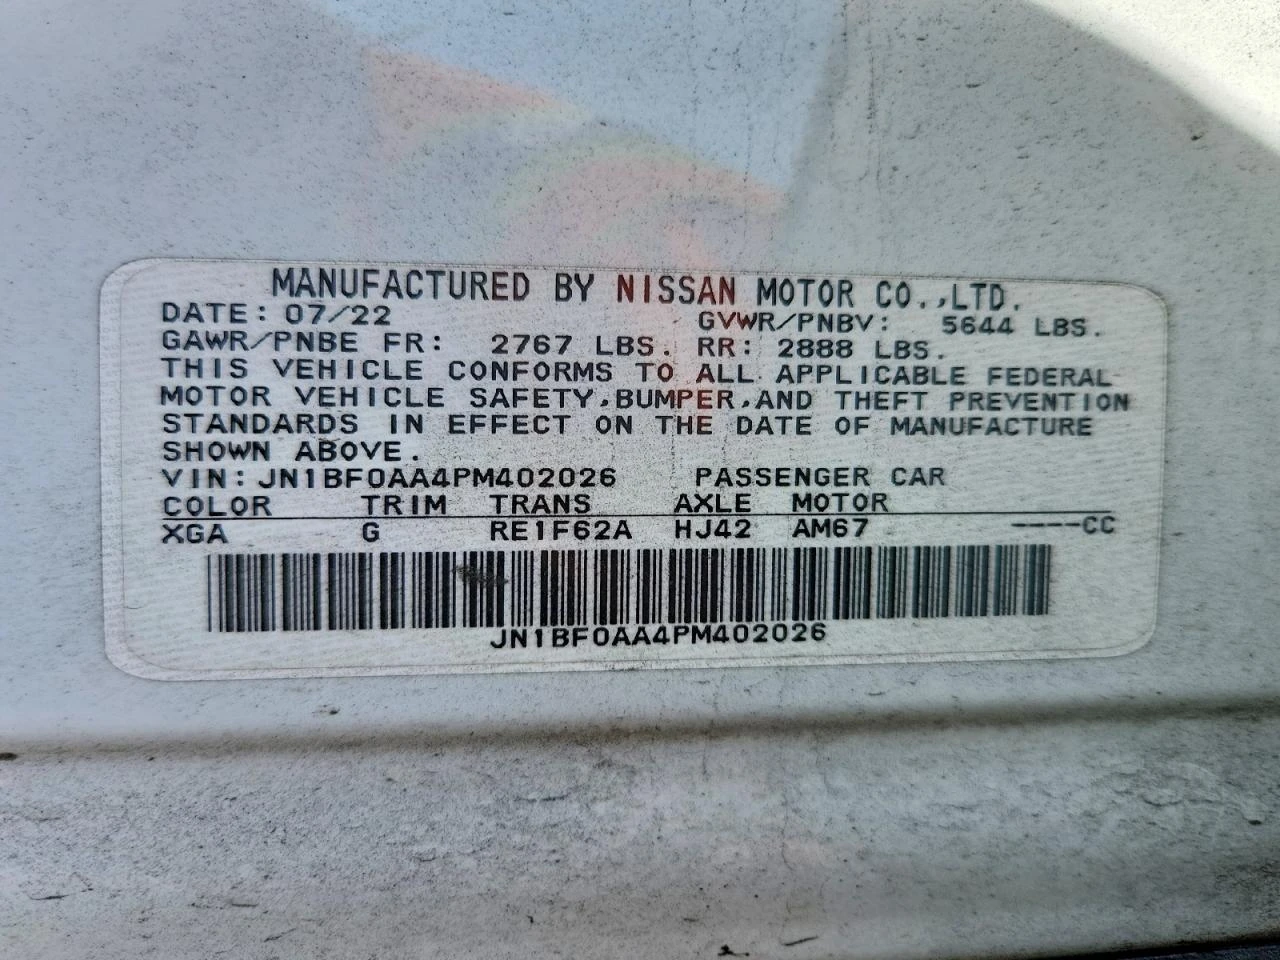 MANUFACTURED BY NISSAN MOTOR CO.,LTD.
DATE: 07/22 GVWR/PNBV: 5644 LBS.
GAWR/PNBE FR: 2767 LBS. RR: 2888 LBS.
THIS VEHICLE CONFORMS TO ALL APPLICABLE FEDERAL
MOTOR VEHICLE SAFETY,BUMPER,AND THEFT PREVENTION
STANDARDS IN EFFECT ON THE DATE OF MANUFACTURE
SHOWN ABOVE.
VIN: JN1BF0AA4PM402026 PASSENGER CAR
COLOR TRIM TRANS AXLE MOTOR
XGA G RE1F62A HJ42 AM67 ----CC
JN1BF0AA4PM402026